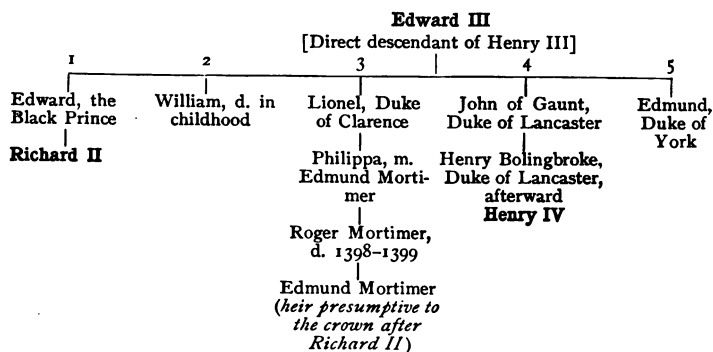 Edward III
[Direct descendant of Henry III]
1
2
3
4
5
Edward, the
Black Prince
Richard II
William, d. in
childhood
Lionel, Duke
of Clarence
Philippa, m.
Edmund Morti-
mer
Roger Mortimer,
d. 1398-1399
Edmund Mortimer
(heir presumptive to
the crown after
Richard II)
John of Gaunt,
Duke of Lancaster
Henry Bolingbroke,
Duke of Lancaster,
afterward
Henry IV
Edmund,
Duke of
York